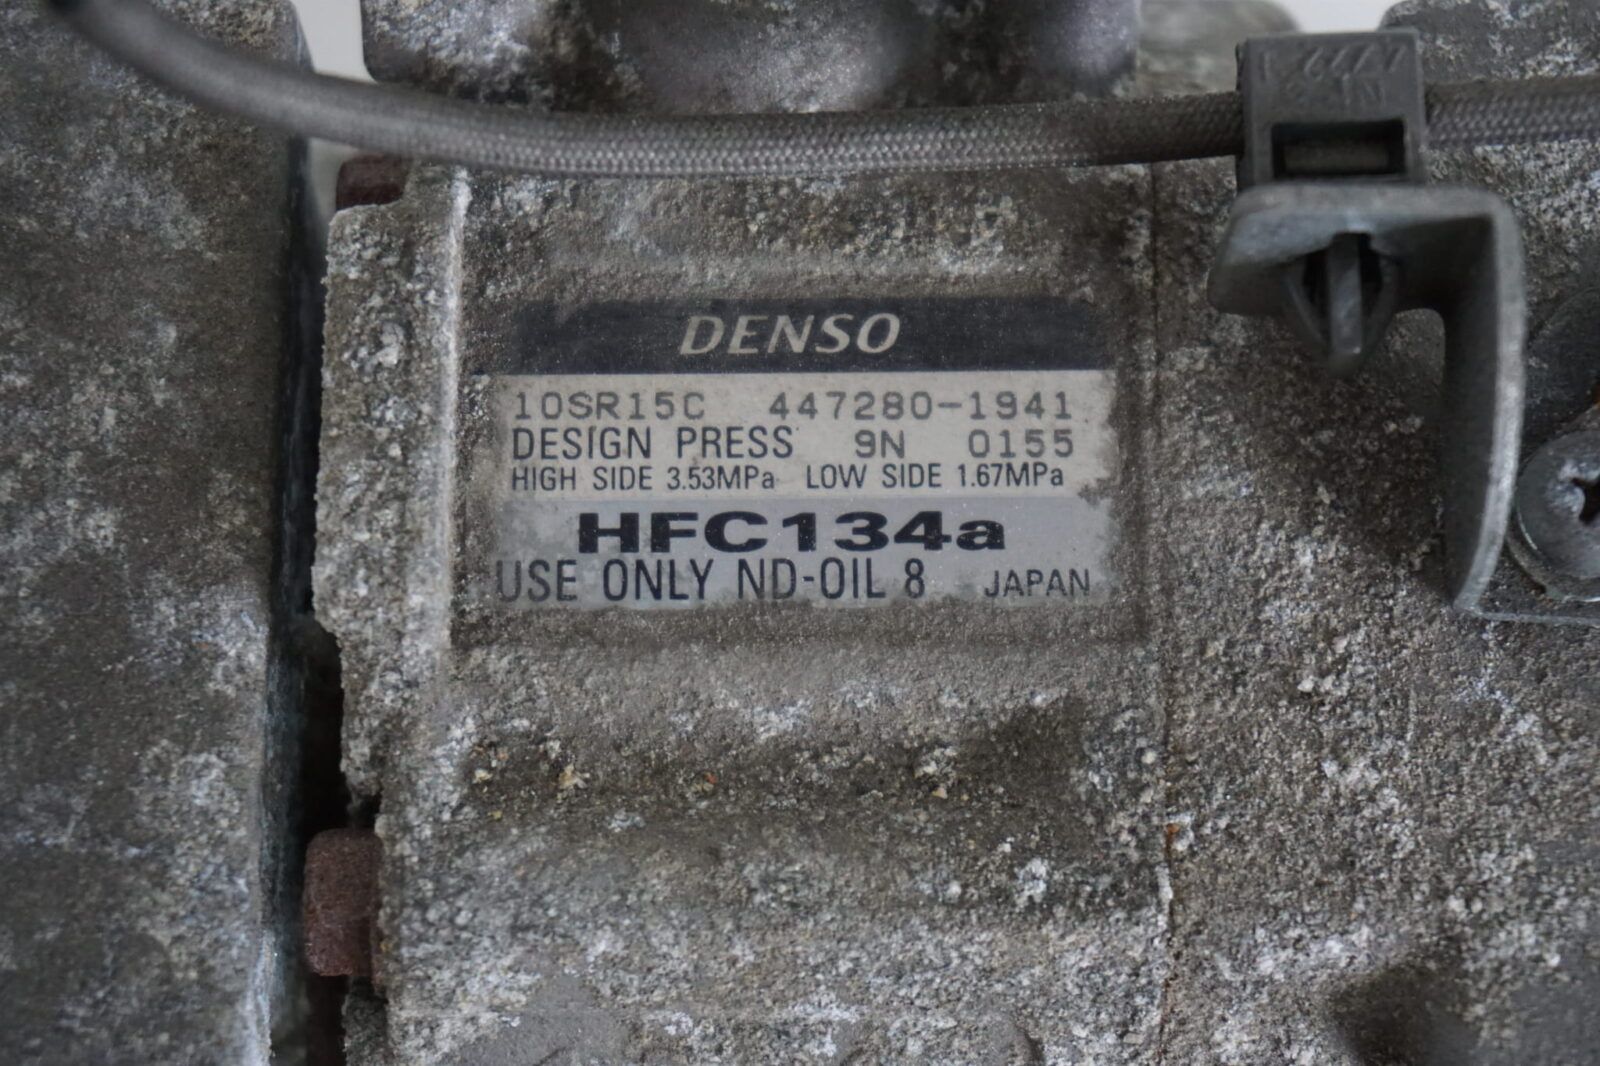 DENSO
10SR15C 447280-1941
DESIGN PRESS 9N 0155
HIGH SIDE 3.53MPa LOW SIDE 1.67MPa
HFC134a
USE ONLY ND-OIL 8 JAPAN